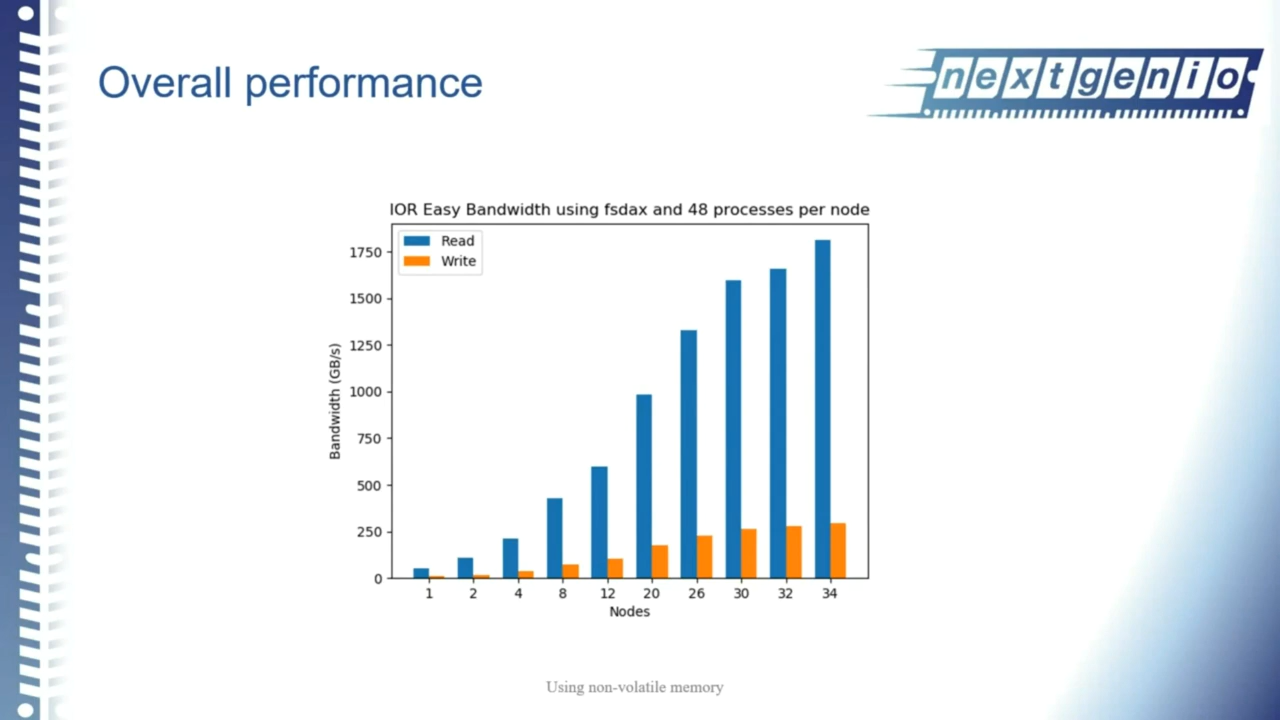 Overall performance
nextgenio
IOR Easy Bandwidth using fsdax and 48 processes per node
Read
Write
1750
1500
1250
1000
750
500
250
0
Bandwidth (GB/s)
1 2 4 8 12 20 26 30 32 34
Nodes
Using non-volatile memory